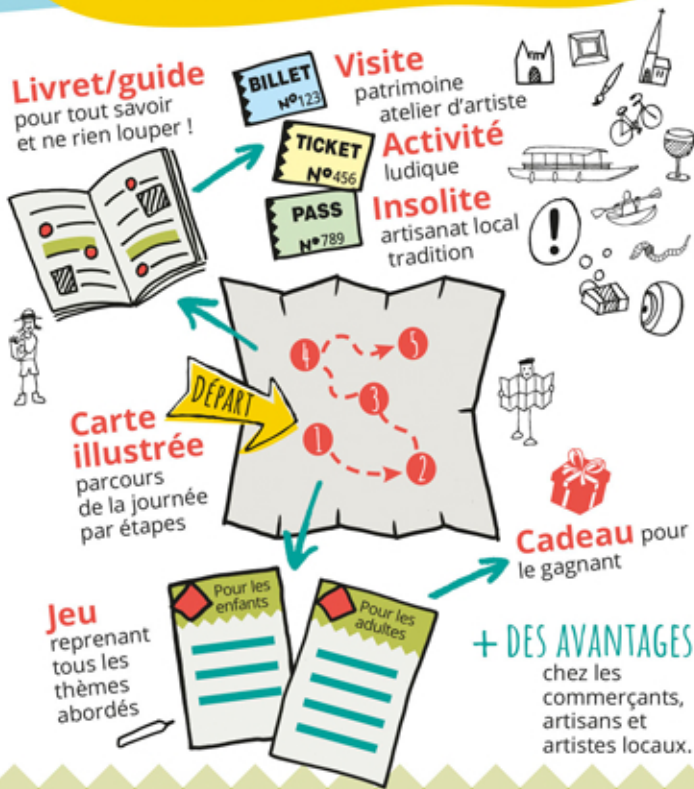 Livret/guide
pour tout savoir
et ne rien louper !
BILLET
Nº123
Visite
patrimoine
atelier d'artiste
TICKET
Nº456
Activité
ludique
PASS
Nº789
Insolite
artisanat local
tradition
DÉPART
1
2
3
4
5
Carte
illustrée
parcours
de la journée
par étapes
Cadeau pour
le gagnant
Jeu
reprenant
tous les
thèmes
abordés
Pour les
enfants
Pour les
adultes
+ DES AVANTAGES
chez les
commerçants,
artisans et
artistes locaux.